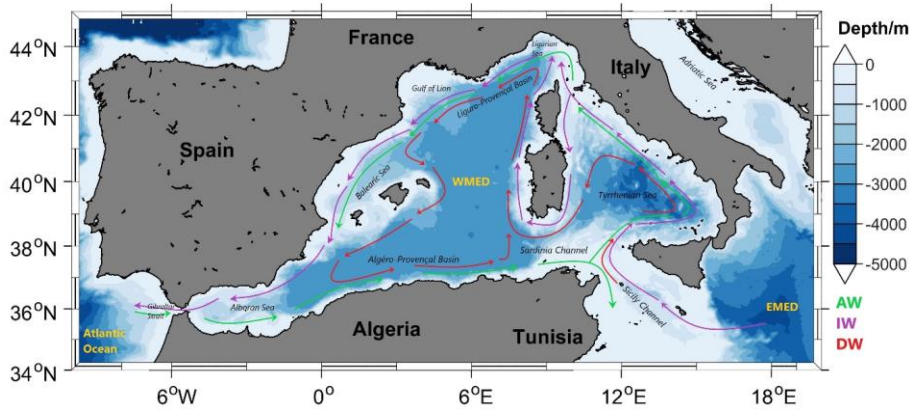 Depth/m
0
-1000
-2000
-3000
-4000
-5000
AW
IW
DW
44°N
42°N
40°N
38°N
36°N
34°N
6°W
0°
6°E
12°E
18°E
France
Italy
Spain
Algeria
Tunisia
Ligurian
Sea
Adriatic Sea
Gulf of Lion
Liguro-Provençal Basin
Balearic Sea
WMED
Tyrrhenian Sea
Sardinia Channel
Algéro-Provençal Basin
Sicily Channel
EMED
Gibraltar
Strait
Alboran Sea
Atlantic
Ocean